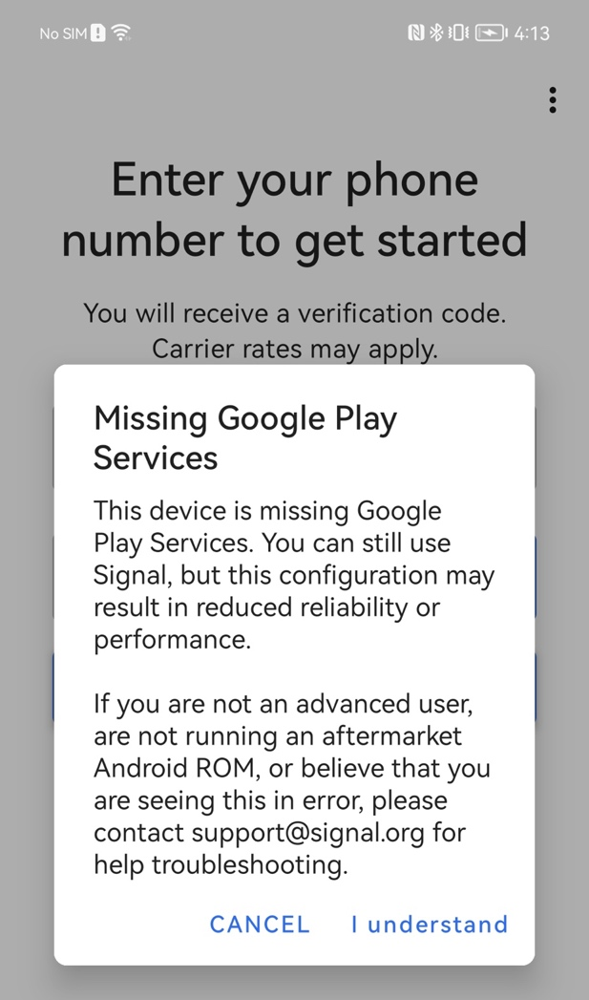 No SIM 4:13
Enter your phone
number to get started
You will receive a verification code.
Carrier rates may apply.
Missing Google Play
Services
This device is missing Google
Play Services. You can still use
Signal, but this configuration may
result in reduced reliability or
performance.
If you are not an advanced user,
are not running an aftermarket
Android ROM, or believe that you
are seeing this in error, please
contact support@signal.org for
help troubleshooting.
CANCEL I understand